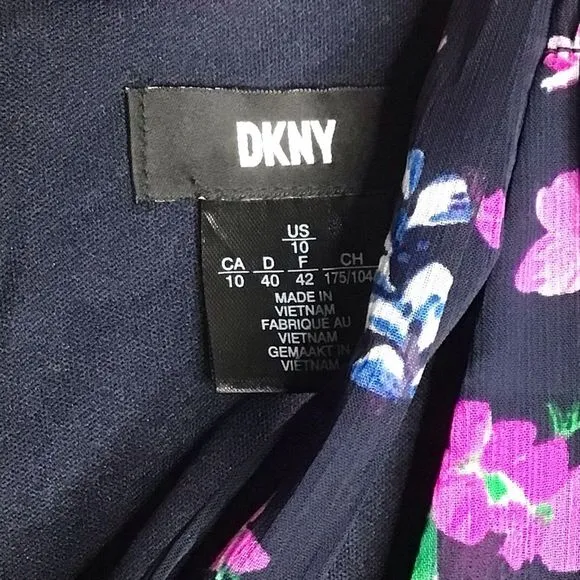 DKNY
US
10
CA D F CH
10 40 42 175/104
MADE IN
VIETNAM
FABRIQUE AU
VIETNAM
GEMAAKT IN
VIETNAM